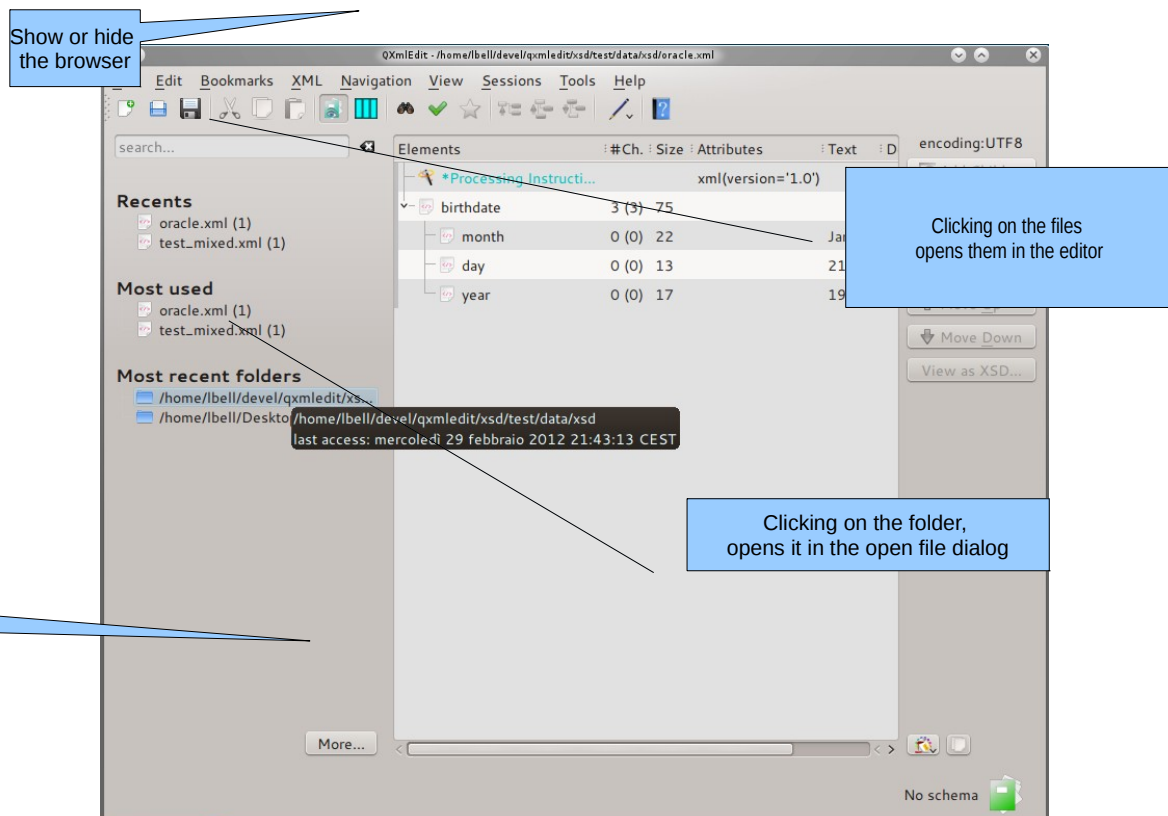 Show or hide
the browser
QXmlEdit - /home/lbell/devel/qxmledit/xsd/test/data/xsd/oracle.xml
Edit Bookmarks XML Navigation View Sessions Tools Help
search...
Elements #Ch. Size Attributes Text D
encoding:UTF8
*Processing Instructi... xml(version='1.0')
Recents
oracle.xml (1)
test_mixed.xml (1)
birthdate 3 (3) 75
month 0 (0) 22
day 0 (0) 13 21
year 0 (0) 17 19
Clicking on the files
opens them in the editor
Most used
oracle.xml (1)
test_mixed.xml (1)
Move Down
View as XSD...
Most recent folders
/home/lbell/devel/qxmledit/xs...
/home/lbell/Desktop
/home/lbell/devel/qxmledit/xsd/test/data/xsd
last access: mercoledì 29 febbraio 2012 21:43:13 CEST
Clicking on the folder,
opens it in the open file dialog
More...
No schema